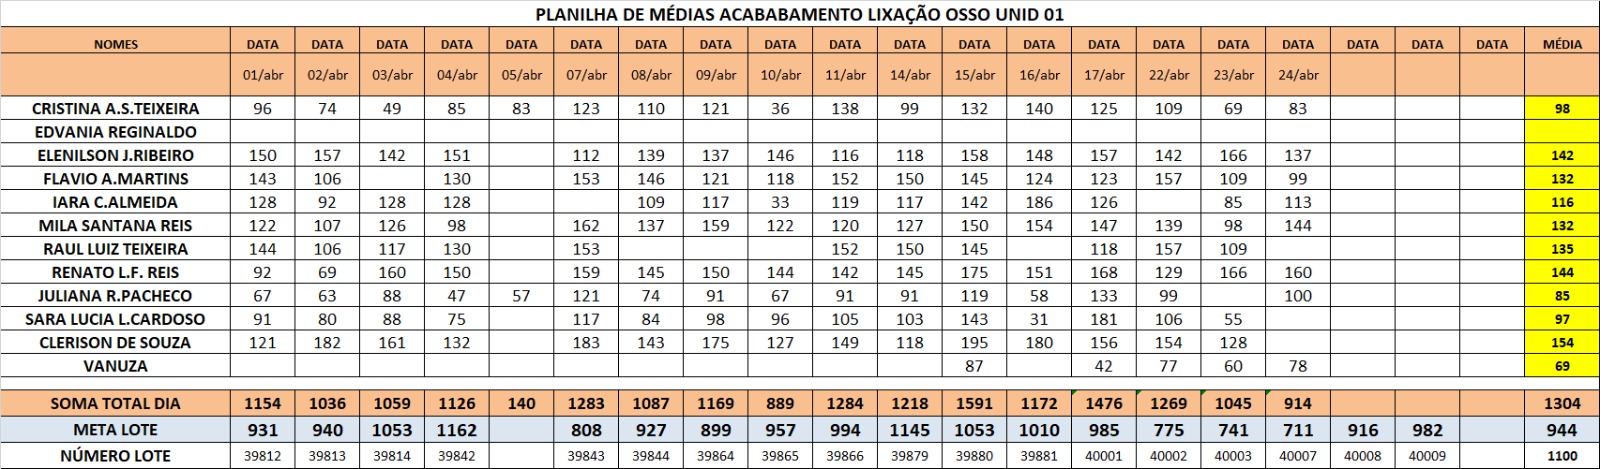 PLANILHA DE MÉDIAS ACABABAMENTO LIXAÇÃO OSSO UNID 01
NOMES DATA DATA DATA DATA DATA DATA DATA DATA DATA DATA DATA DATA DATA DATA DATA DATA DATA DATA DATA DATA MÉDIA
01/abr 02/abr 03/abr 04/abr 05/abr 07/abr 08/abr 09/abr 10/abr 11/abr 14/abr 15/abr 16/abr 17/abr 22/abr 23/abr 24/abr
CRISTINA A.S.TEIXEIRA 96 74 49 85 83 123 110 121 36 138 99 132 140 125 109 69 83 98
EDVANIA REGINALDO
ELENILSON J.RIBEIRO 150 157 142 151 112 139 137 146 116 118 158 148 157 142 166 137 142
FLAVIO A.MARTINS 143 106 130 153 146 121 118 152 150 145 124 123 157 109 99 132
IARA C.ALMEIDA 128 92 128 128 109 117 33 119 117 142 186 126 85 113 116
MILA SANTANA REIS 122 107 126 98 162 137 159 122 120 127 150 154 147 139 98 144 132
RAUL LUIZ TEIXEIRA 144 106 117 130 153 152 150 145 118 157 109 135
RENATO L.F. REIS 92 69 160 150 159 145 150 144 142 145 175 151 168 129 166 160 144
JULIANA R.PACHECO 67 63 88 47 57 121 74 91 67 91 91 119 58 133 99 100 85
SARA LUCIA L.CARDOSO 91 80 88 75 117 84 98 96 105 103 143 31 181 106 55 97
CLERISON DE SOUZA 121 182 161 132 183 143 175 127 149 118 195 180 156 154 128 154
VANUZA 87 42 77 60 78 69
SOMA TOTAL DIA 1154 1036 1059 1126 140 1283 1087 1169 889 1284 1218 1591 1172 1476 1269 1045 914 1304
META LOTE 931 940 1053 1162 808 927 899 957 994 1145 1053 1010 985 775 741 711 916 982 944
NÚMERO LOTE 39812 39813 39814 39842 39843 39844 39864 39865 39866 39879 39880 39881 40001 40002 40003 40007 40008 40009 1100